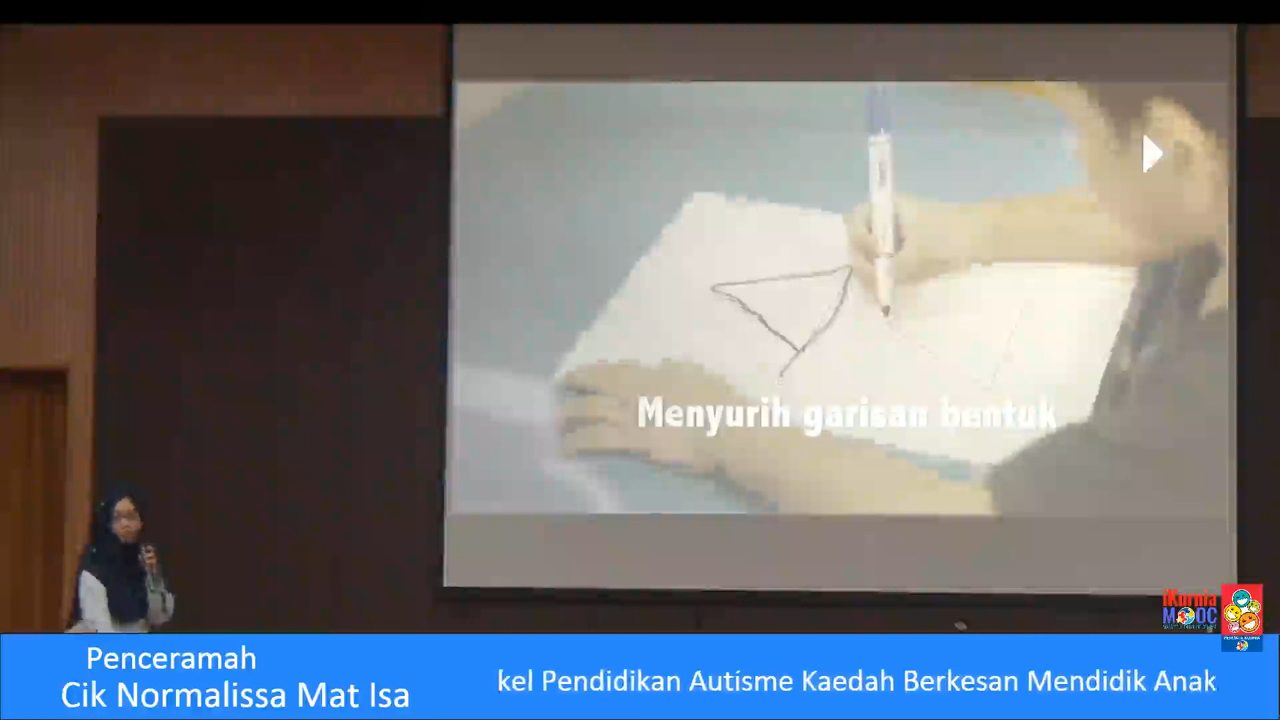 Menyurih garisan bentuk
iKurnia
MOOC
Penceramah
Cik Normalissa Mat Isa
kel Pendidikan Autisme Kaedah Berkesan Mendidik Anak